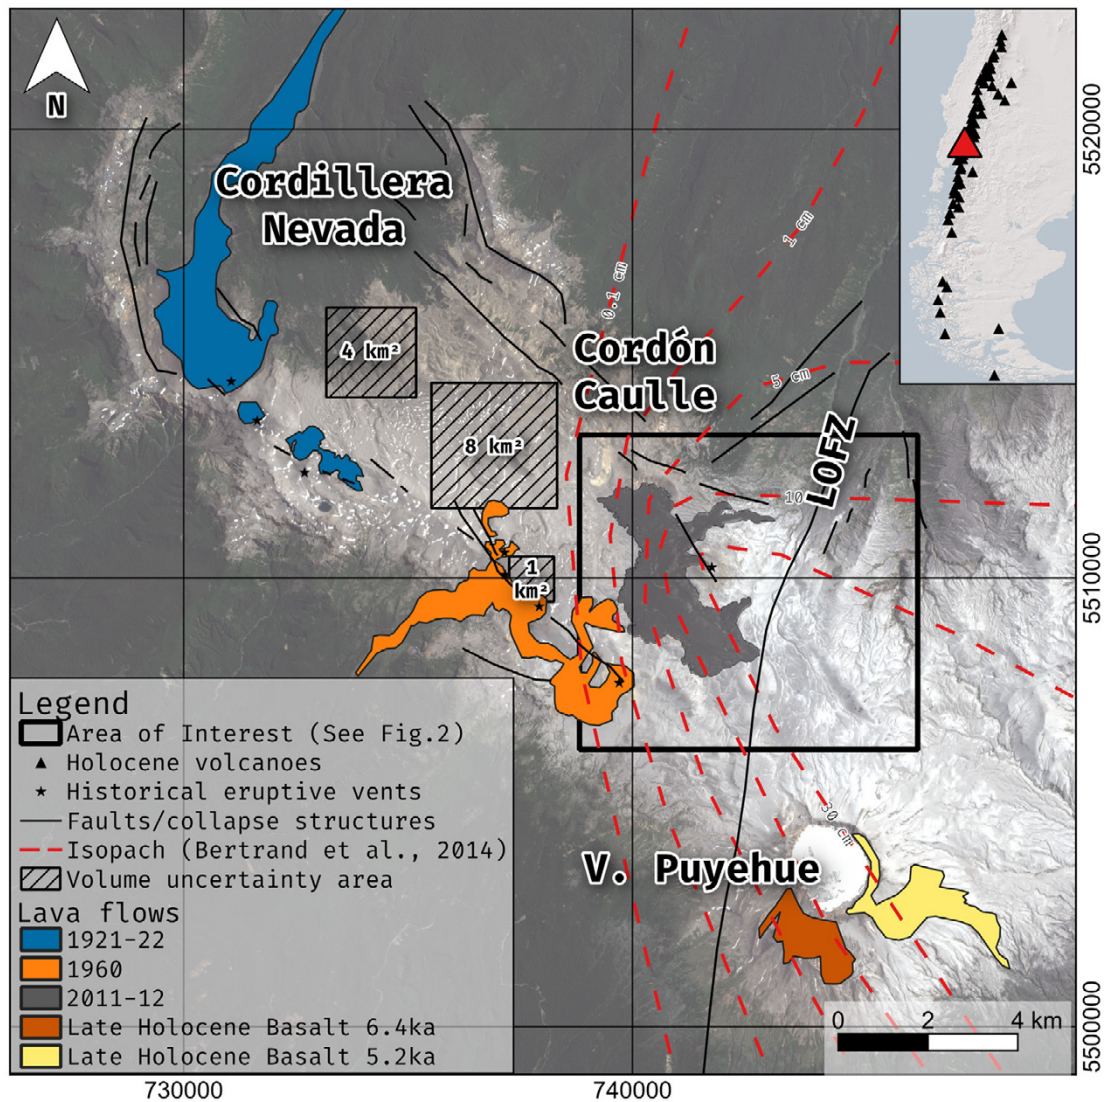 N
Cordillera
Nevada
0.1 cm
1 cm
4 km²
Cordón
Caulle
5 cm
8 km²
LOFZ
10
1
km²
30 cm
V. Puyehue
Legend
Area of Interest (See Fig.2)
Holocene volcanoes
Historical eruptive vents
Faults/collapse structures
Isopach (Bertrand et al., 2014)
Volume uncertainty area
Lava flows
1921-22
1960
2011-12
Late Holocene Basalt 6.4ka
Late Holocene Basalt 5.2ka
0 2 4 km
5520000
5510000
5500000
730000
740000